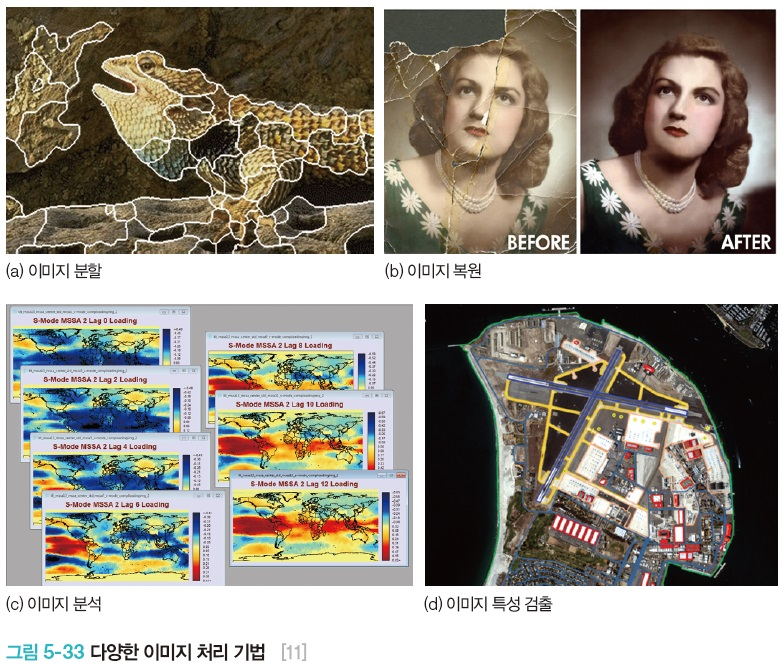 BEFORE
AFTER
(a) 이미지 분할
(b) 이미지 복원
S-Mode MSSA 2 Lag 0 Loading
S-Mode MSSA 2 Lag 8 Loading
S-Mode MSSA 2 Lag 2 Loading
S-Mode MSSA 2 Lag 10 Loading
S-Mode MSSA 2 Lag 4 Loading
S-Mode MSSA 2 Lag 12 Loading
S-Mode MSSA 2 Lag 6 Loading
(c) 이미지 분석
(d) 이미지 특성 검출
그림 5-33 다양한 이미지 처리 기법 [11]